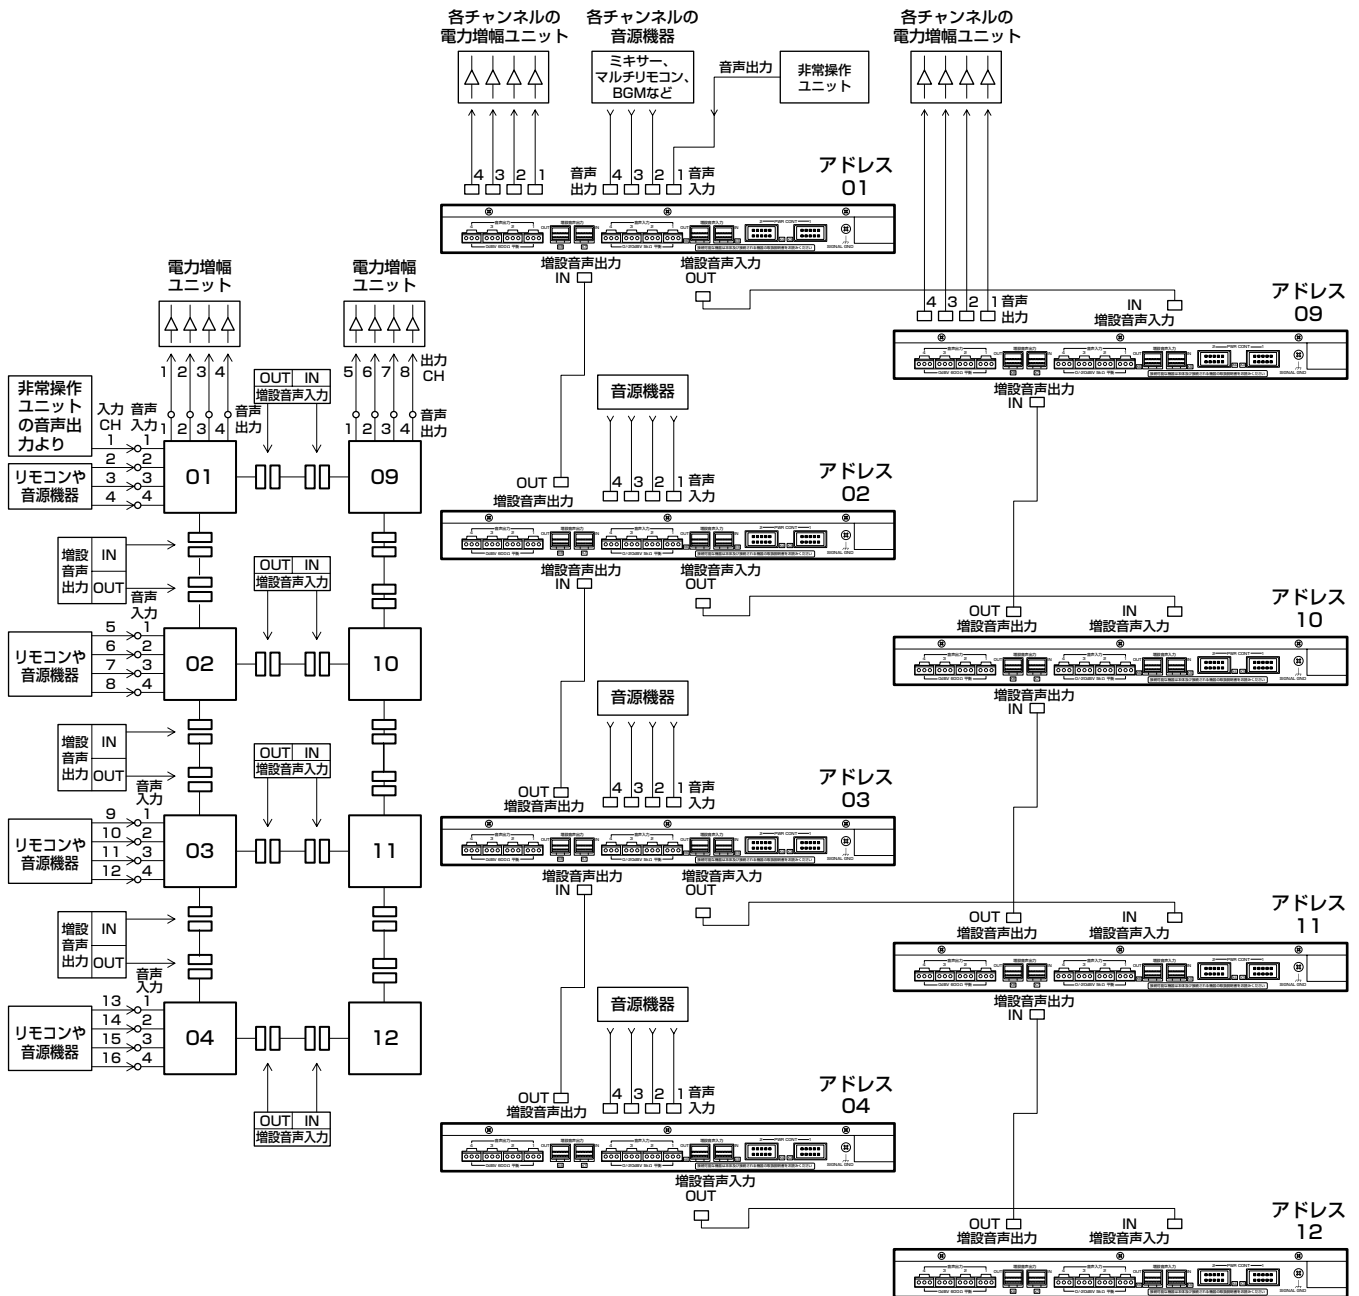 各チャンネルの
電力増幅ユニット
各チャンネルの
音源機器
ミキサー、
マルチリモコン、
BGMなど
音声出力
非常操作
ユニット
各チャンネルの
電力増幅ユニット
4 3 2 1
音声
出力
4 3 2 1
音声
入力
アドレス
01
増設音声出力
IN
増設音声入力
OUT
4 3 2 1
音声
出力
IN
増設音声入力
アドレス
09
増設音声出力
IN
音源機器
OUT
増設音声出力
4 3 2 1
音声
入力
アドレス
02
増設音声出力
IN
増設音声入力
OUT
OUT
増設音声出力
IN
増設音声入力
アドレス
10
増設音声出力
IN
音源機器
OUT
増設音声出力
4 3 2 1
音声
入力
アドレス
03
増設音声出力
IN
増設音声入力
OUT
OUT
増設音声出力
IN
増設音声入力
アドレス
11
増設音声出力
IN
音源機器
OUT
増設音声出力
4 3 2 1
音声
入力
アドレス
04
増設音声入力
OUT
OUT
増設音声出力
IN
増設音声入力
アドレス
12
電力増幅
ユニット
電力増幅
ユニット
1 2 3 4
OUT IN
増設音声入力
5 6 7 8
出力
CH
非常操作
ユニット
の音声出
力より
入力
CH
音声
入力
1 2 3 4
音声
出力
1 2 3 4
音声
出力
1 1
2 2
3 3
4 4
リモコンや
音源機器
01
09
増設
音声
出力
IN
OUT
OUT IN
増設音声入力
音声
入力
5 1
6 2
7 3
8 4
リモコンや
音源機器
02
10
増設
音声
出力
IN
OUT
OUT IN
増設音声入力
音声
入力
9 1
10 2
11 3
12 4
リモコンや
音源機器
03
11
増設
音声
出力
IN
OUT
音声
入力
13 1
14 2
15 3
16 4
リモコンや
音源機器
04
12
OUT IN
増設音声入力